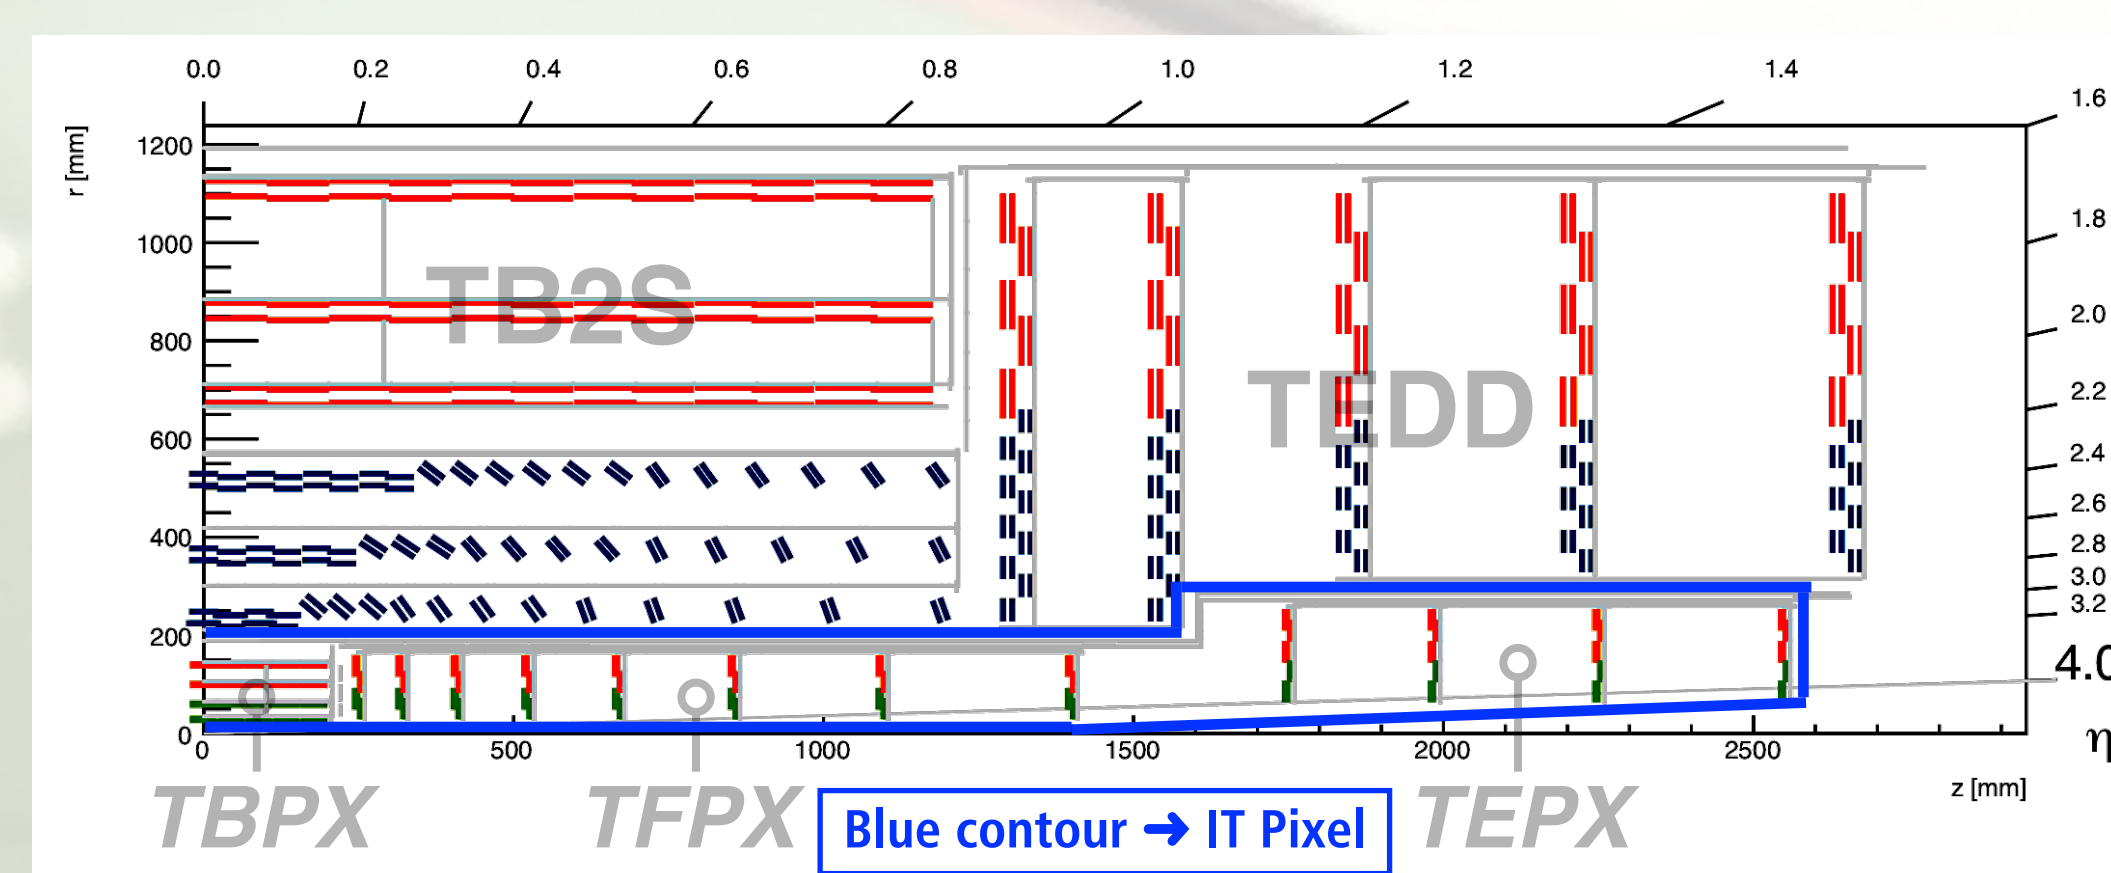 0.0 0.2 0.4 0.6 0.8 1.0 1.2 1.4 1.6
r [mm]
1200
1.8
1000
TB2S
2.0
800
TEDD
2.2
600
2.4
2.6
400
2.8
3.0
3.2
200
4.0
0
0 500 1000 1500 2000 2500
η
z [mm]
TBPX TFPX TEPX
Blue contour ➜ IT Pixel